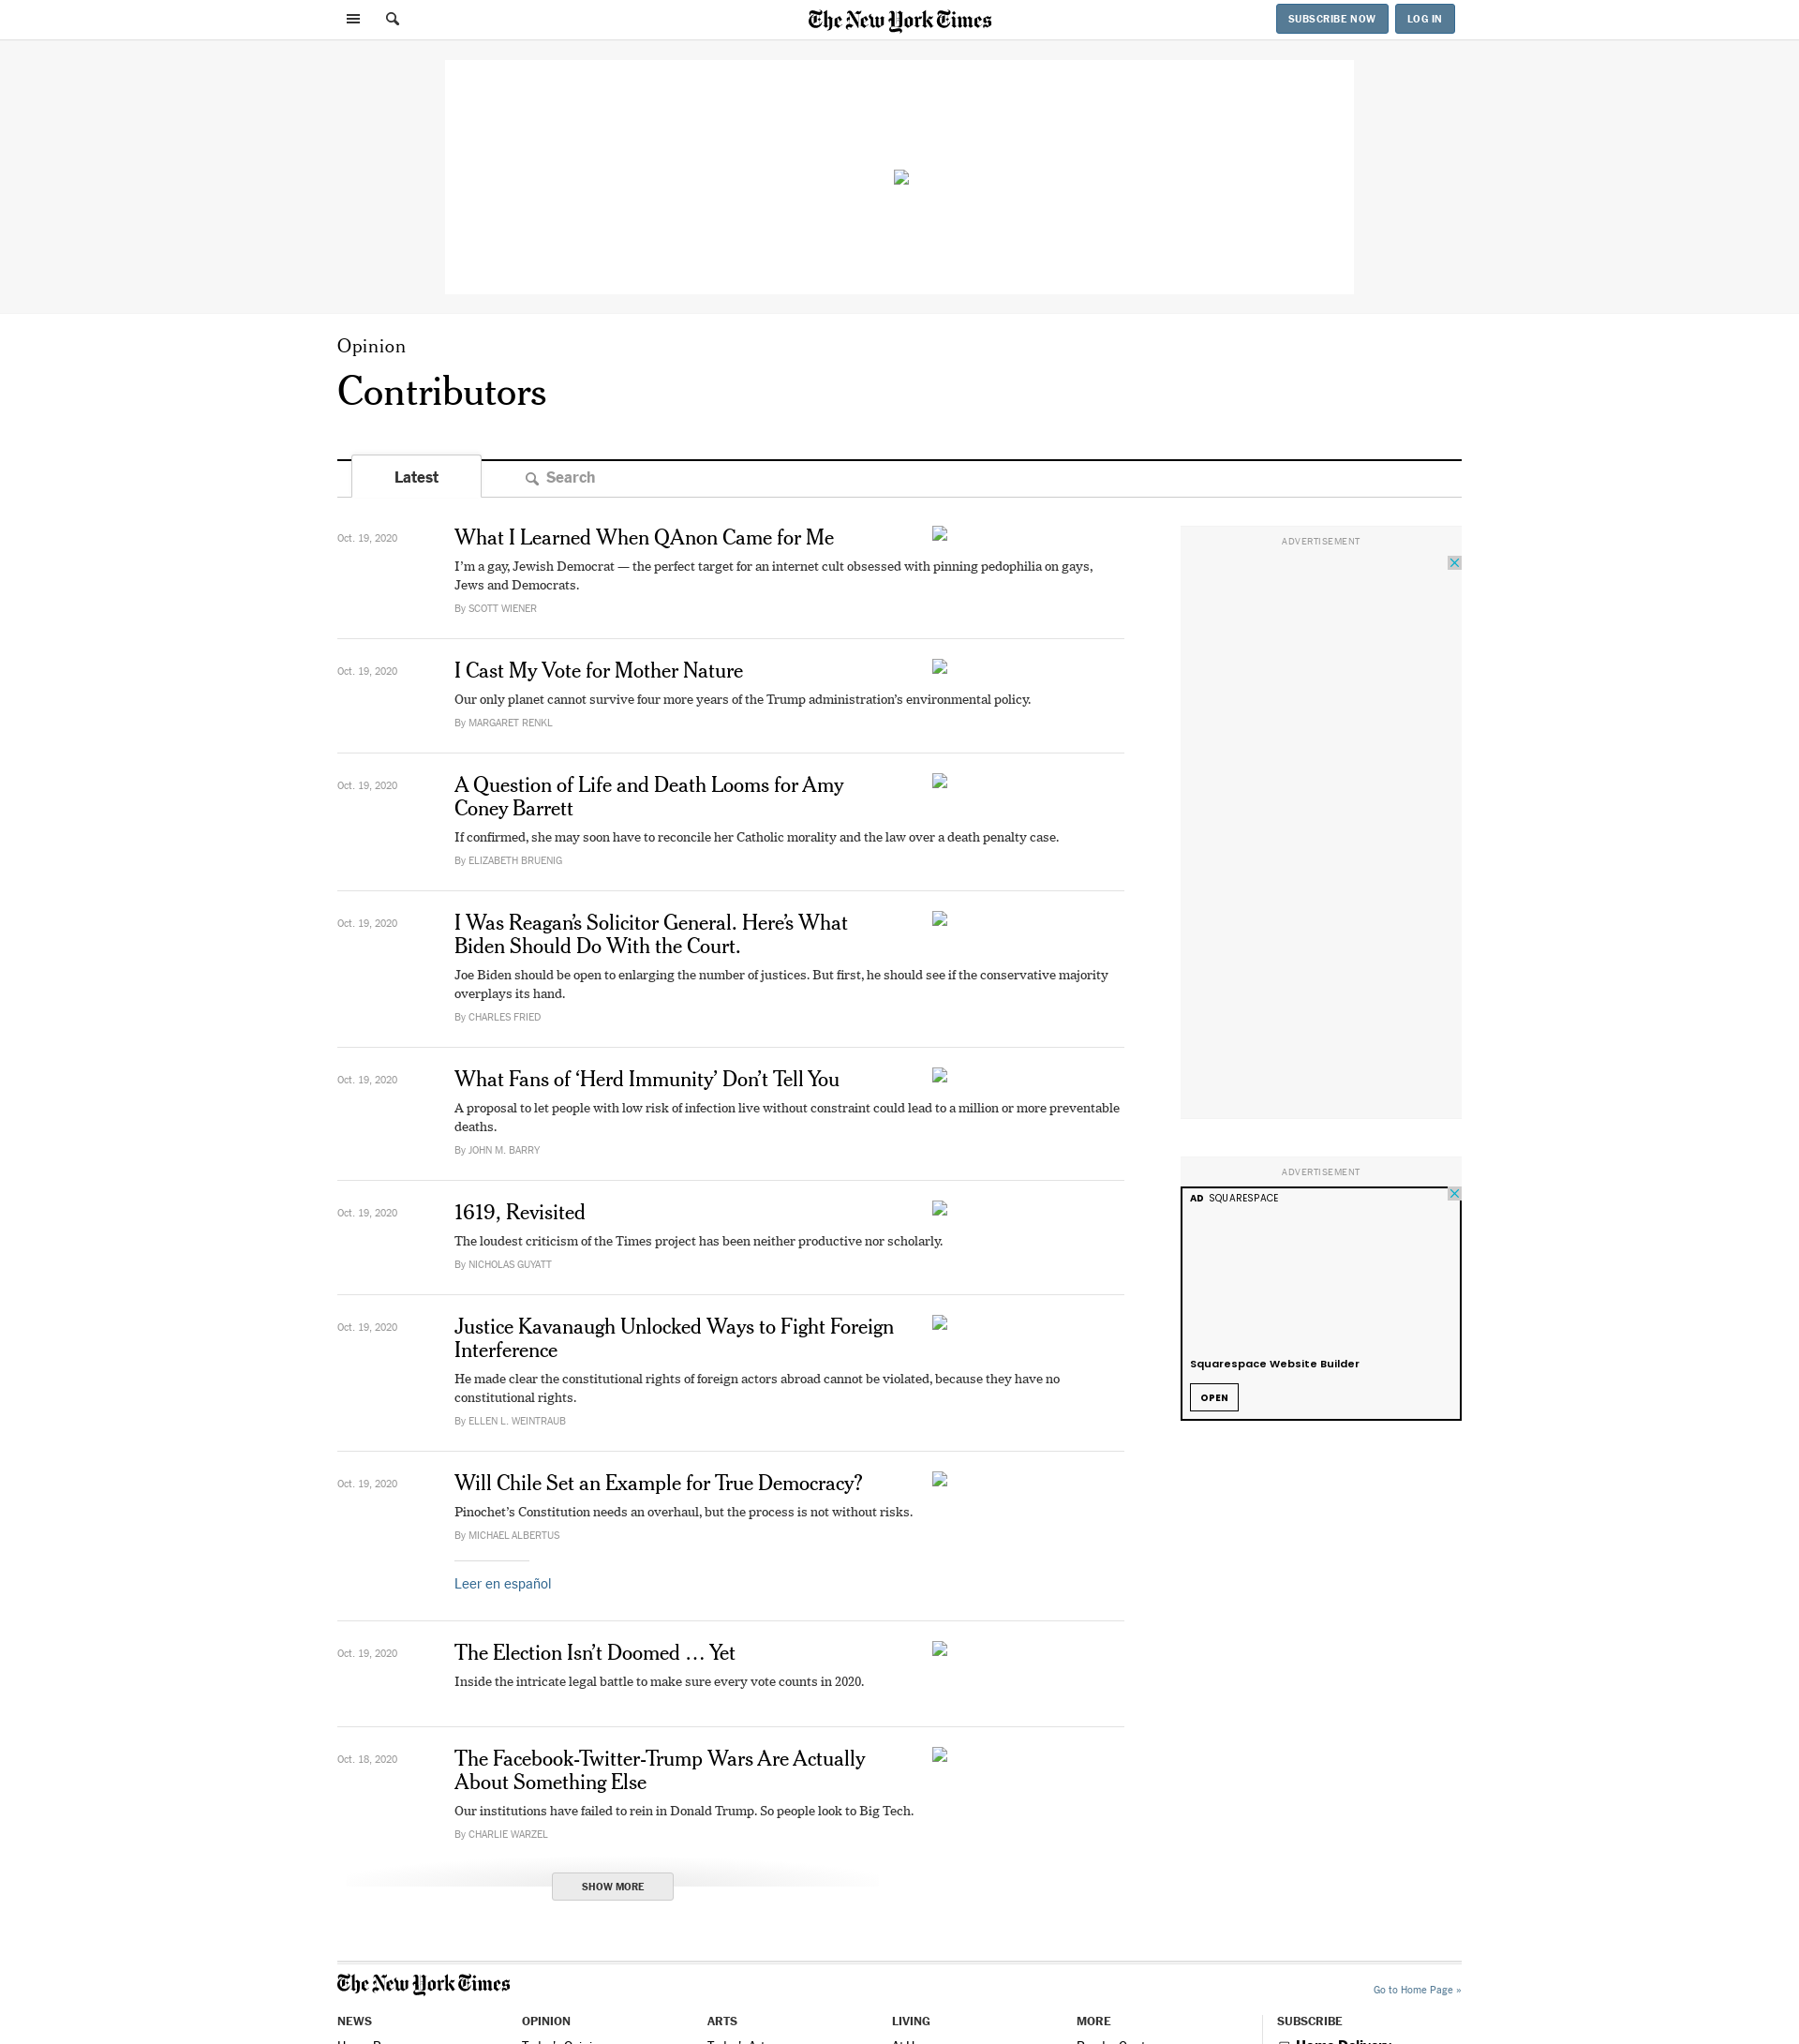 The New York Times
SUBSCRIBE NOW
LOG IN
Opinion
Contributors
Latest
Search
Oct. 19, 2020
What I Learned When QAnon Came for Me
I’m a gay, Jewish Democrat — the perfect target for an internet cult obsessed with pinning pedophilia on gays,
Jews and Democrats.
By SCOTT WIENER
Oct. 19, 2020
I Cast My Vote for Mother Nature
Our only planet cannot survive four more years of the Trump administration’s environmental policy.
By MARGARET RENKL
Oct. 19, 2020
A Question of Life and Death Looms for Amy
Coney Barrett
If confirmed, she may soon have to reconcile her Catholic morality and the law over a death penalty case.
By ELIZABETH BRUENIG
Oct. 19, 2020
I Was Reagan’s Solicitor General. Here’s What
Biden Should Do With the Court.
Joe Biden should be open to enlarging the number of justices. But first, he should see if the conservative majority
overplays its hand.
By CHARLES FRIED
Oct. 19, 2020
What Fans of ‘Herd Immunity’ Don’t Tell You
A proposal to let people with low risk of infection live without constraint could lead to a million or more preventable
deaths.
By JOHN M. BARRY
Oct. 19, 2020
1619, Revisited
The loudest criticism of the Times project has been neither productive nor scholarly.
By NICHOLAS GUYATT
Oct. 19, 2020
Justice Kavanaugh Unlocked Ways to Fight Foreign
Interference
He made clear the constitutional rights of foreign actors abroad cannot be violated, because they have no
constitutional rights.
By ELLEN L. WEINTRAUB
Oct. 19, 2020
Will Chile Set an Example for True Democracy?
Pinochet’s Constitution needs an overhaul, but the process is not without risks.
By MICHAEL ALBERTUS
Leer en español
Oct. 19, 2020
The Election Isn’t Doomed … Yet
Inside the intricate legal battle to make sure every vote counts in 2020.
Oct. 18, 2020
The Facebook-Twitter-Trump Wars Are Actually
About Something Else
Our institutions have failed to rein in Donald Trump. So people look to Big Tech.
By CHARLIE WARZEL
SHOW MORE
ADVERTISEMENT
ADVERTISEMENT
AD SQUARESPACE
Squarespace Website Builder
OPEN
The New York Times
Go to Home Page »
NEWS
OPINION
ARTS
LIVING
MORE
SUBSCRIBE